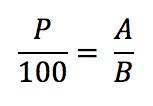 P/100 = A/B